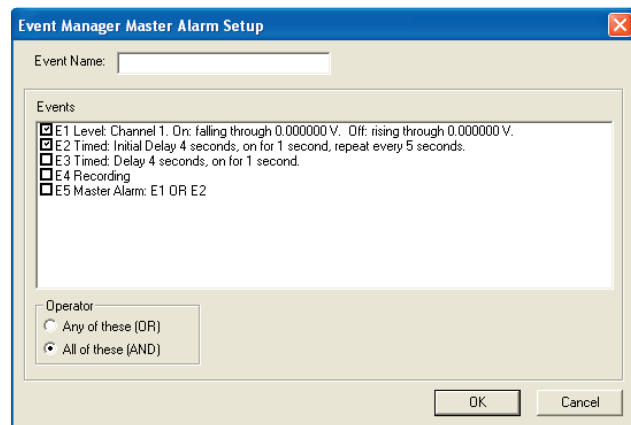 Event Manager Master Alarm Setup
Event Name:
Events
E1 Level: Channel 1. On: falling through 0.000000 V.  Off: rising through 0.000000 V.
E2 Timed: Initial Delay 4 seconds, on for 1 second, repeat every 5 seconds.
E3 Timed: Delay 4 seconds, on for 1 second.
E4 Recording
E5 Master Alarm: E1 OR E2
Operator
Any of these (OR)
All of these (AND)
OK Cancel